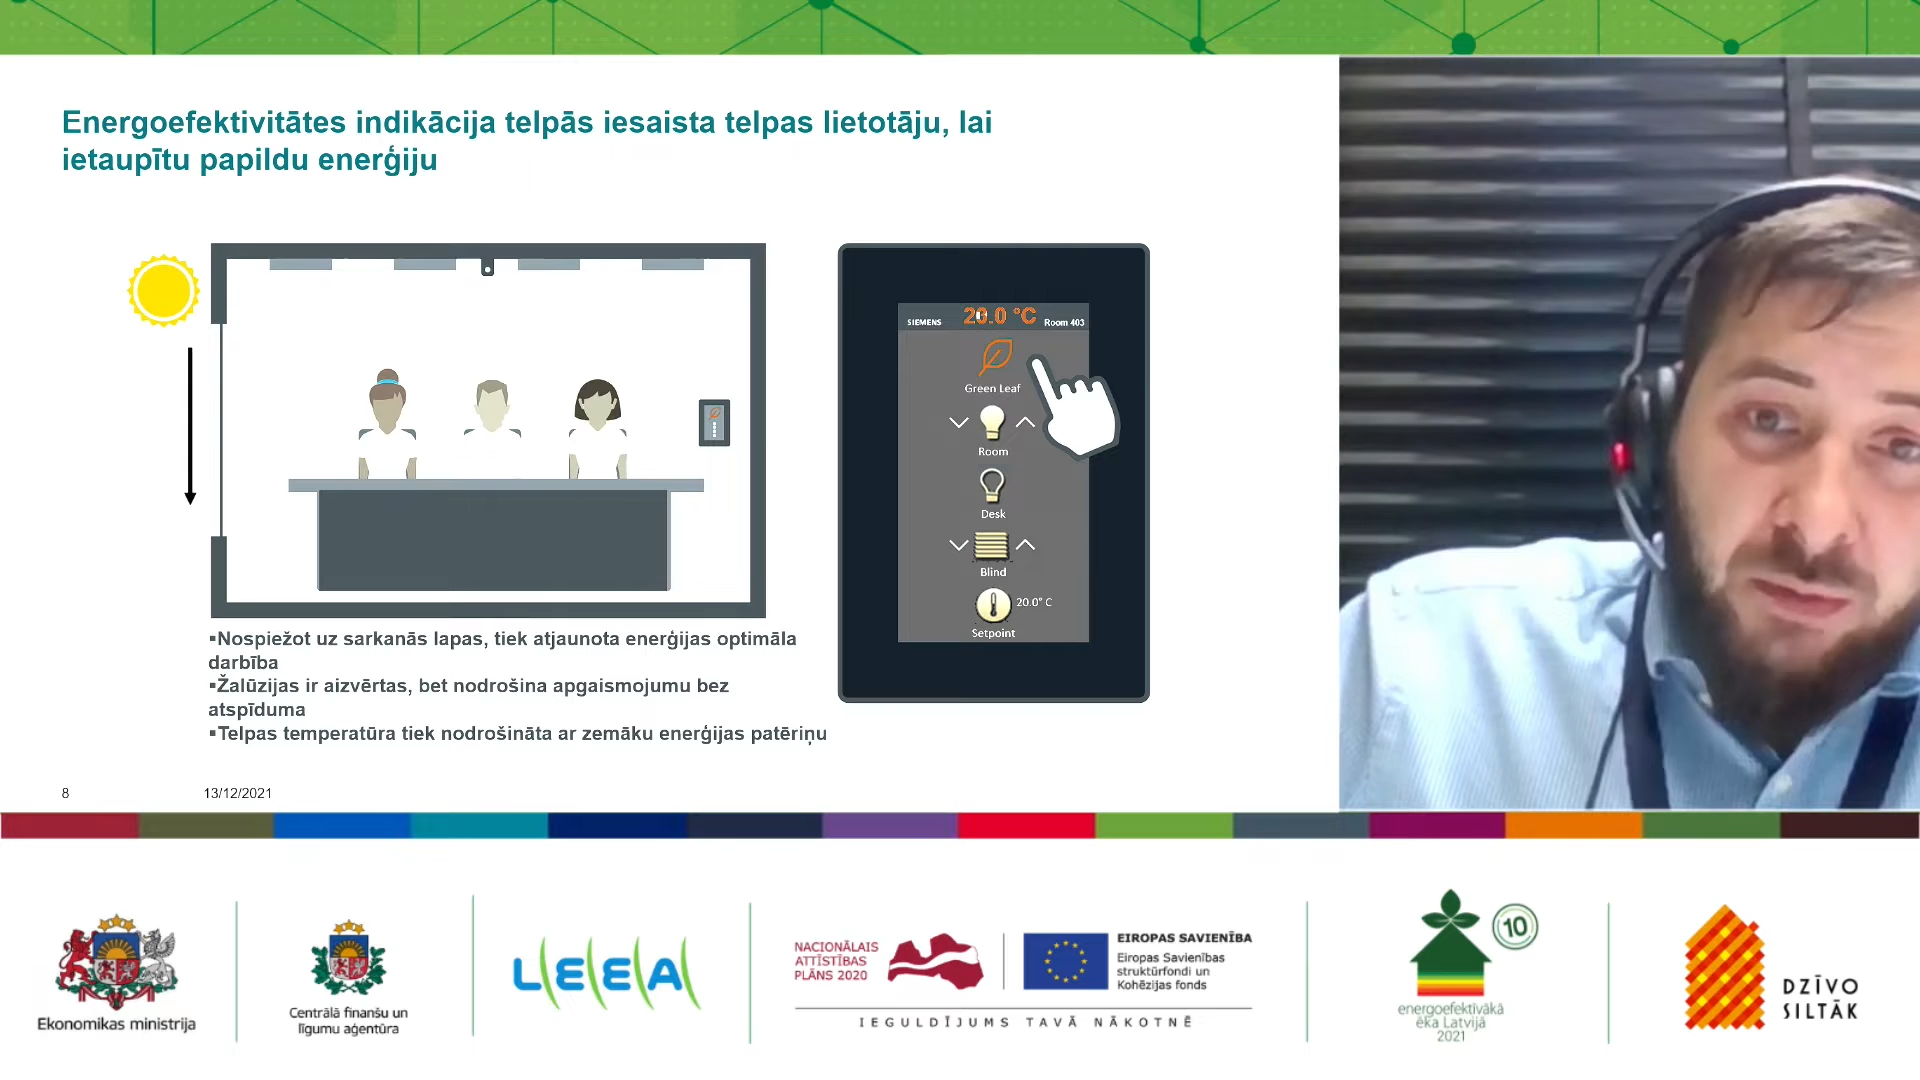 Energoefektivitātes indikācija telpās iesaista telpas lietotāju, lai
ietaupītu papildu enerģiju
SIEMENS
20.0 °C
Room 403
Green Leaf
Room
Desk
Blind
20.0° C
Setpoint
▪Nospiežot uz sarkanās lapas, tiek atjaunota enerģijas optimāla
darbība
▪Žalūzijas ir aizvērtas, bet nodrošina apgaismojumu bez
atspīduma
▪Telpas temperatūra tiek nodrošināta ar zemāku enerģijas patēriņu
8
13/12/2021
Ekonomikas ministrija
Centrālā finanšu un
līgumu aģentūra
LEEA
NACIONĀLAIS
ATTĪSTĪBAS
PLĀNS 2020
EIROPAS SAVIENĪBA
Eiropas Savienības
struktūrfondi un
Kohēzijas fonds
IEGULDĪJUMS TAVĀ NĀKOTNĒ
10
energoefektīvākā
ēka Latvijā
2021
DZĪVO
SILTĀK